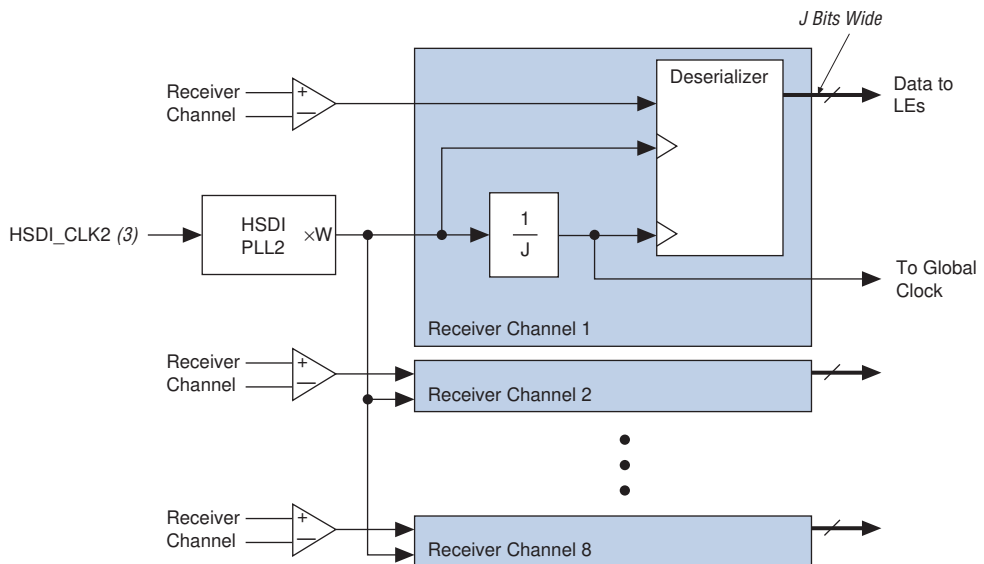 J Bits Wide
Deserializer
Receiver
Channel
+
−
Data to
LEs
HSDI_CLK2 (3)
HSDI
PLL2
×W
1
J
To Global
Clock
Receiver Channel 1
Receiver
Channel
+
−
Receiver Channel 2
Receiver
Channel
+
−
Receiver Channel 8